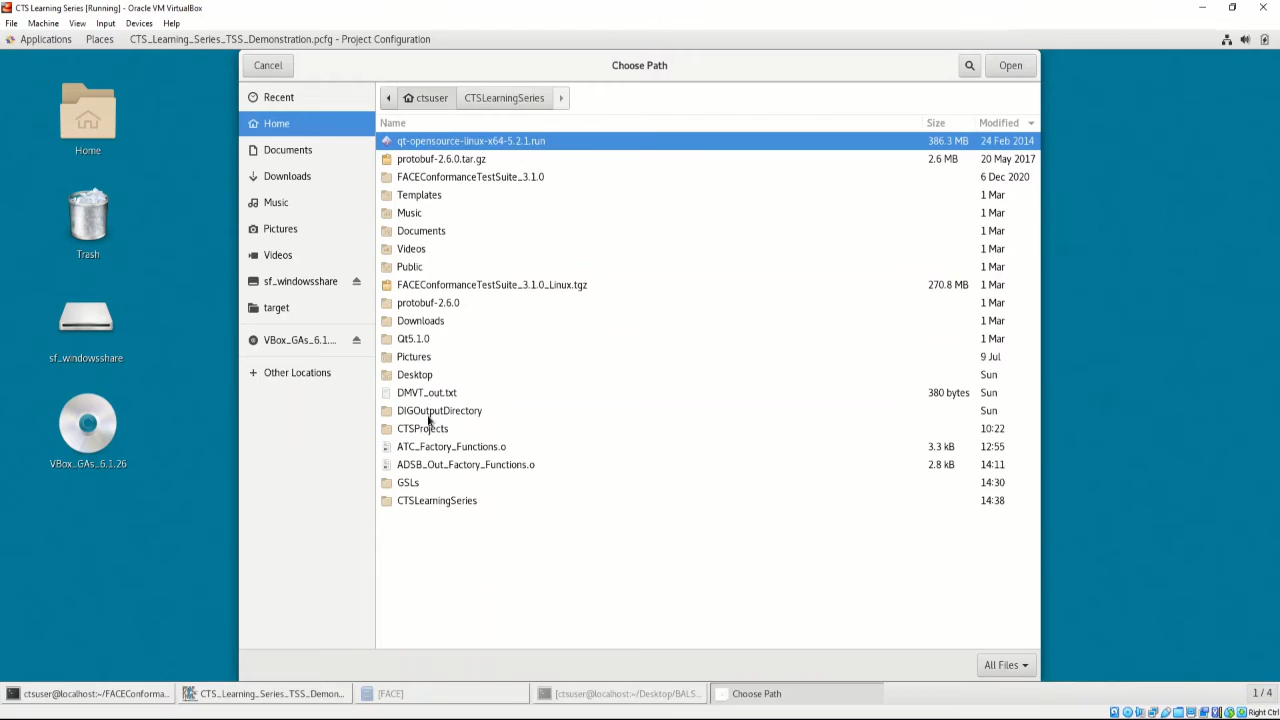 CTS Learning Series [Running] - Oracle VM VirtualBox
File Machine View Input Devices Help
Applications Places CTS_Learning_Series_TSS_Demonstration.pcfg - Project Configuration
Cancel Choose Path Open
Recent
Home
Documents
Downloads
Music
Pictures
Videos
sf_windowsshare
target
VBox_GAs_6.1....
Other Locations
ctsuser CTSLearningSeries
Name Size Modified
qt-opensource-linux-x64-5.2.1.run 386.3 MB 24 Feb 2014
protobuf-2.6.0.tar.gz 2.6 MB 20 May 2017
FACEConformanceTestSuite_3.1.0 6 Dec 2020
Templates 1 Mar
Music 1 Mar
Documents 1 Mar
Videos 1 Mar
Public 1 Mar
FACEConformanceTestSuite_3.1.0_Linux.tgz 270.8 MB 1 Mar
protobuf-2.6.0 1 Mar
Downloads 1 Mar
Qt5.1.0 1 Mar
Pictures 9 Jul
Desktop Sun
DMVT_out.txt 380 bytes Sun
DIGOutputDirectory Sun
CTSProjects 10:22
ATC_Factory_Functions.o 3.3 kB 12:55
ADSB_Out_Factory_Functions.o 2.8 kB 14:11
GSLs 14:30
CTSLearningSeries 14:38
Home
Trash
sf_windowsshare
VBox_GAs_6.1.26
All Files
ctsuser@localhost:~/FACEConforma... CTS_Learning_Series_TSS_Demon... [FACE] [ctsuser@localhost:~/Desktop/BALS... Choose Path 1 / 4
Right Ctrl